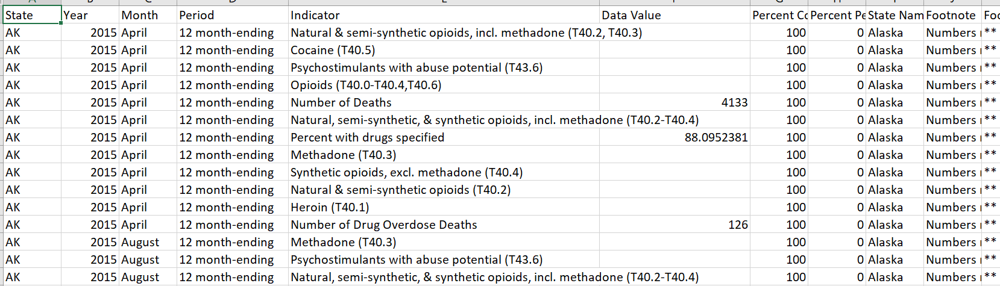 State Year Month Period Indicator Data Value Percent Co Percent Pe State Nam Footnote Foo
AK 2015 April 12 month-ending Natural & semi-synthetic opioids, incl. methadone (T40.2, T40.3) 100 0 Alaska Numbers **
AK 2015 April 12 month-ending Cocaine (T40.5) 100 0 Alaska Numbers **
AK 2015 April 12 month-ending Psychostimulants with abuse potential (T43.6) 100 0 Alaska Numbers **
AK 2015 April 12 month-ending Opioids (T40.0-T40.4,T40.6) 100 0 Alaska Numbers **
AK 2015 April 12 month-ending Number of Deaths 4133 100 0 Alaska Numbers **
AK 2015 April 12 month-ending Natural, semi-synthetic, & synthetic opioids, incl. methadone (T40.2-T40.4) 100 0 Alaska Numbers **
AK 2015 April 12 month-ending Percent with drugs specified 88.0952381 100 0 Alaska Numbers **
AK 2015 April 12 month-ending Methadone (T40.3) 100 0 Alaska Numbers **
AK 2015 April 12 month-ending Synthetic opioids, excl. methadone (T40.4) 100 0 Alaska Numbers **
AK 2015 April 12 month-ending Natural & semi-synthetic opioids (T40.2) 100 0 Alaska Numbers **
AK 2015 April 12 month-ending Heroin (T40.1) 100 0 Alaska Numbers **
AK 2015 April 12 month-ending Number of Drug Overdose Deaths 126 100 0 Alaska Numbers **
AK 2015 August 12 month-ending Methadone (T40.3) 100 0 Alaska Numbers **
AK 2015 August 12 month-ending Psychostimulants with abuse potential (T43.6) 100 0 Alaska Numbers **
AK 2015 August 12 month-ending Natural, semi-synthetic, & synthetic opioids, incl. methadone (T40.2-T40.4) 100 0 Alaska Numbers **